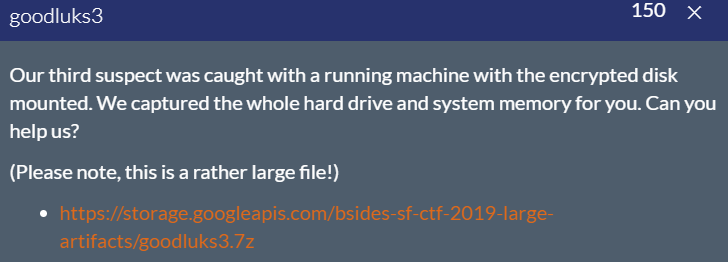 goodluks3
150 ×
Our third suspect was caught with a running machine with the encrypted disk
mounted. We captured the whole hard drive and system memory for you. Can you
help us?
(Please note, this is a rather large file!)
• https://storage.googleapis.com/bsides-sf-ctf-2019-large-
artifacts/goodluks3.7z